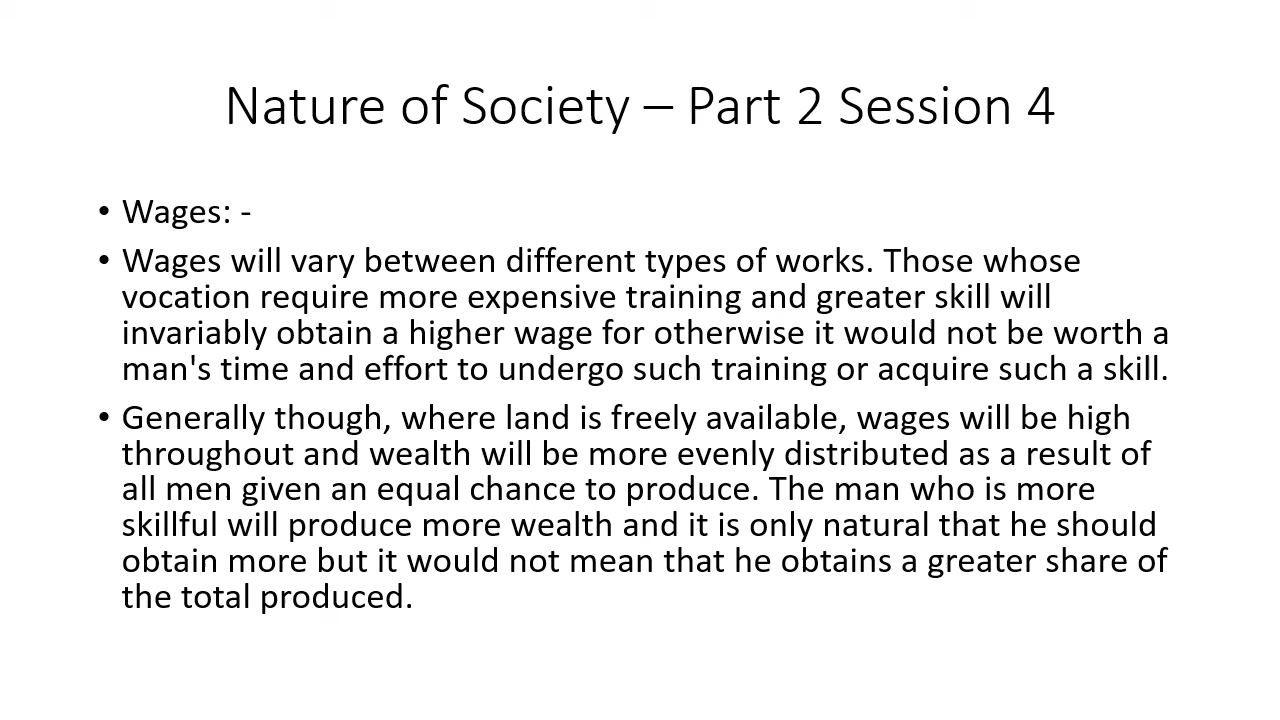 Nature of Society – Part 2 Session 4
• Wages: -
• Wages will vary between different types of works. Those whose
vocation require more expensive training and greater skill will
invariably obtain a higher wage for otherwise it would not be worth a
man's time and effort to undergo such training or acquire such a skill.
• Generally though, where land is freely available, wages will be high
throughout and wealth will be more evenly distributed as a result of
all men given an equal chance to produce. The man who is more
skillful will produce more wealth and it is only natural that he should
obtain more but it would not mean that he obtains a greater share of
the total produced.